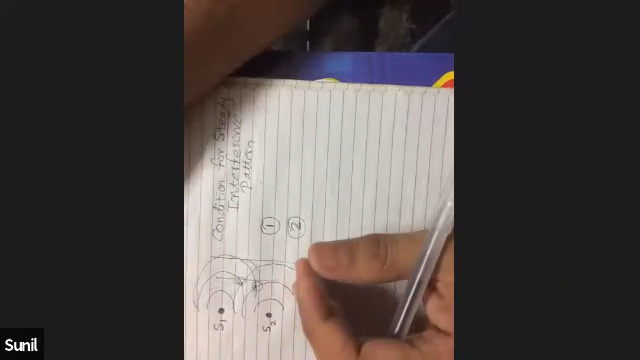 Condition for Steady
Interference
Pattern
①
②
S1
S2
Sunil